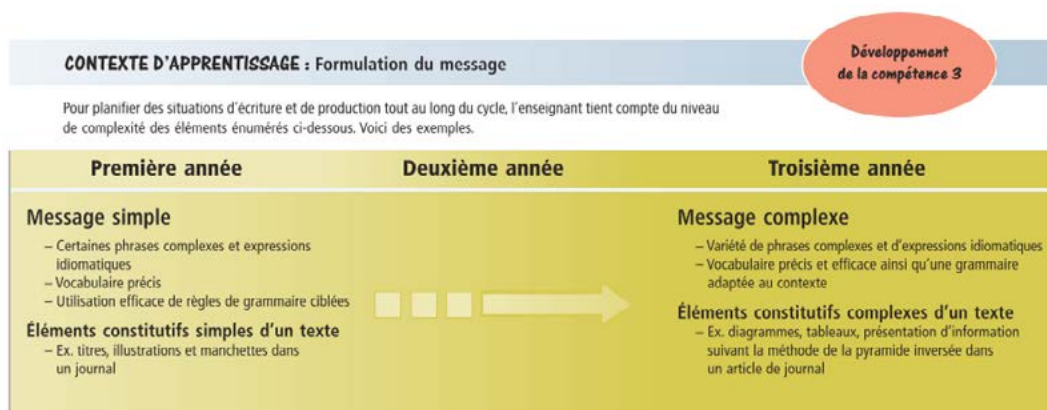 Développement
de la compétence 3
CONTEXTE D'APPRENTISSAGE : Formulation du message
Pour planifier des situations d'écriture et de production tout au long du cycle, l'enseignant tient compte du niveau
de complexité des éléments énumérés ci-dessous. Voici des exemples.
Première année
Deuxième année
Troisième année
Message simple
– Certaines phrases complexes et expressions
idiomatiques
– Vocabulaire précis
– Utilisation efficace de règles de grammaire ciblées
Éléments constitutifs simples d'un texte
– Ex. titres, illustrations et manchettes dans
un journal
Message complexe
– Variété de phrases complexes et d'expressions idiomatiques
– Vocabulaire précis et efficace ainsi qu'une grammaire
adaptée au contexte
Éléments constitutifs complexes d'un texte
– Ex. diagrammes, tableaux, présentation d'information
suivant la méthode de la pyramide inversée dans
un article de journal